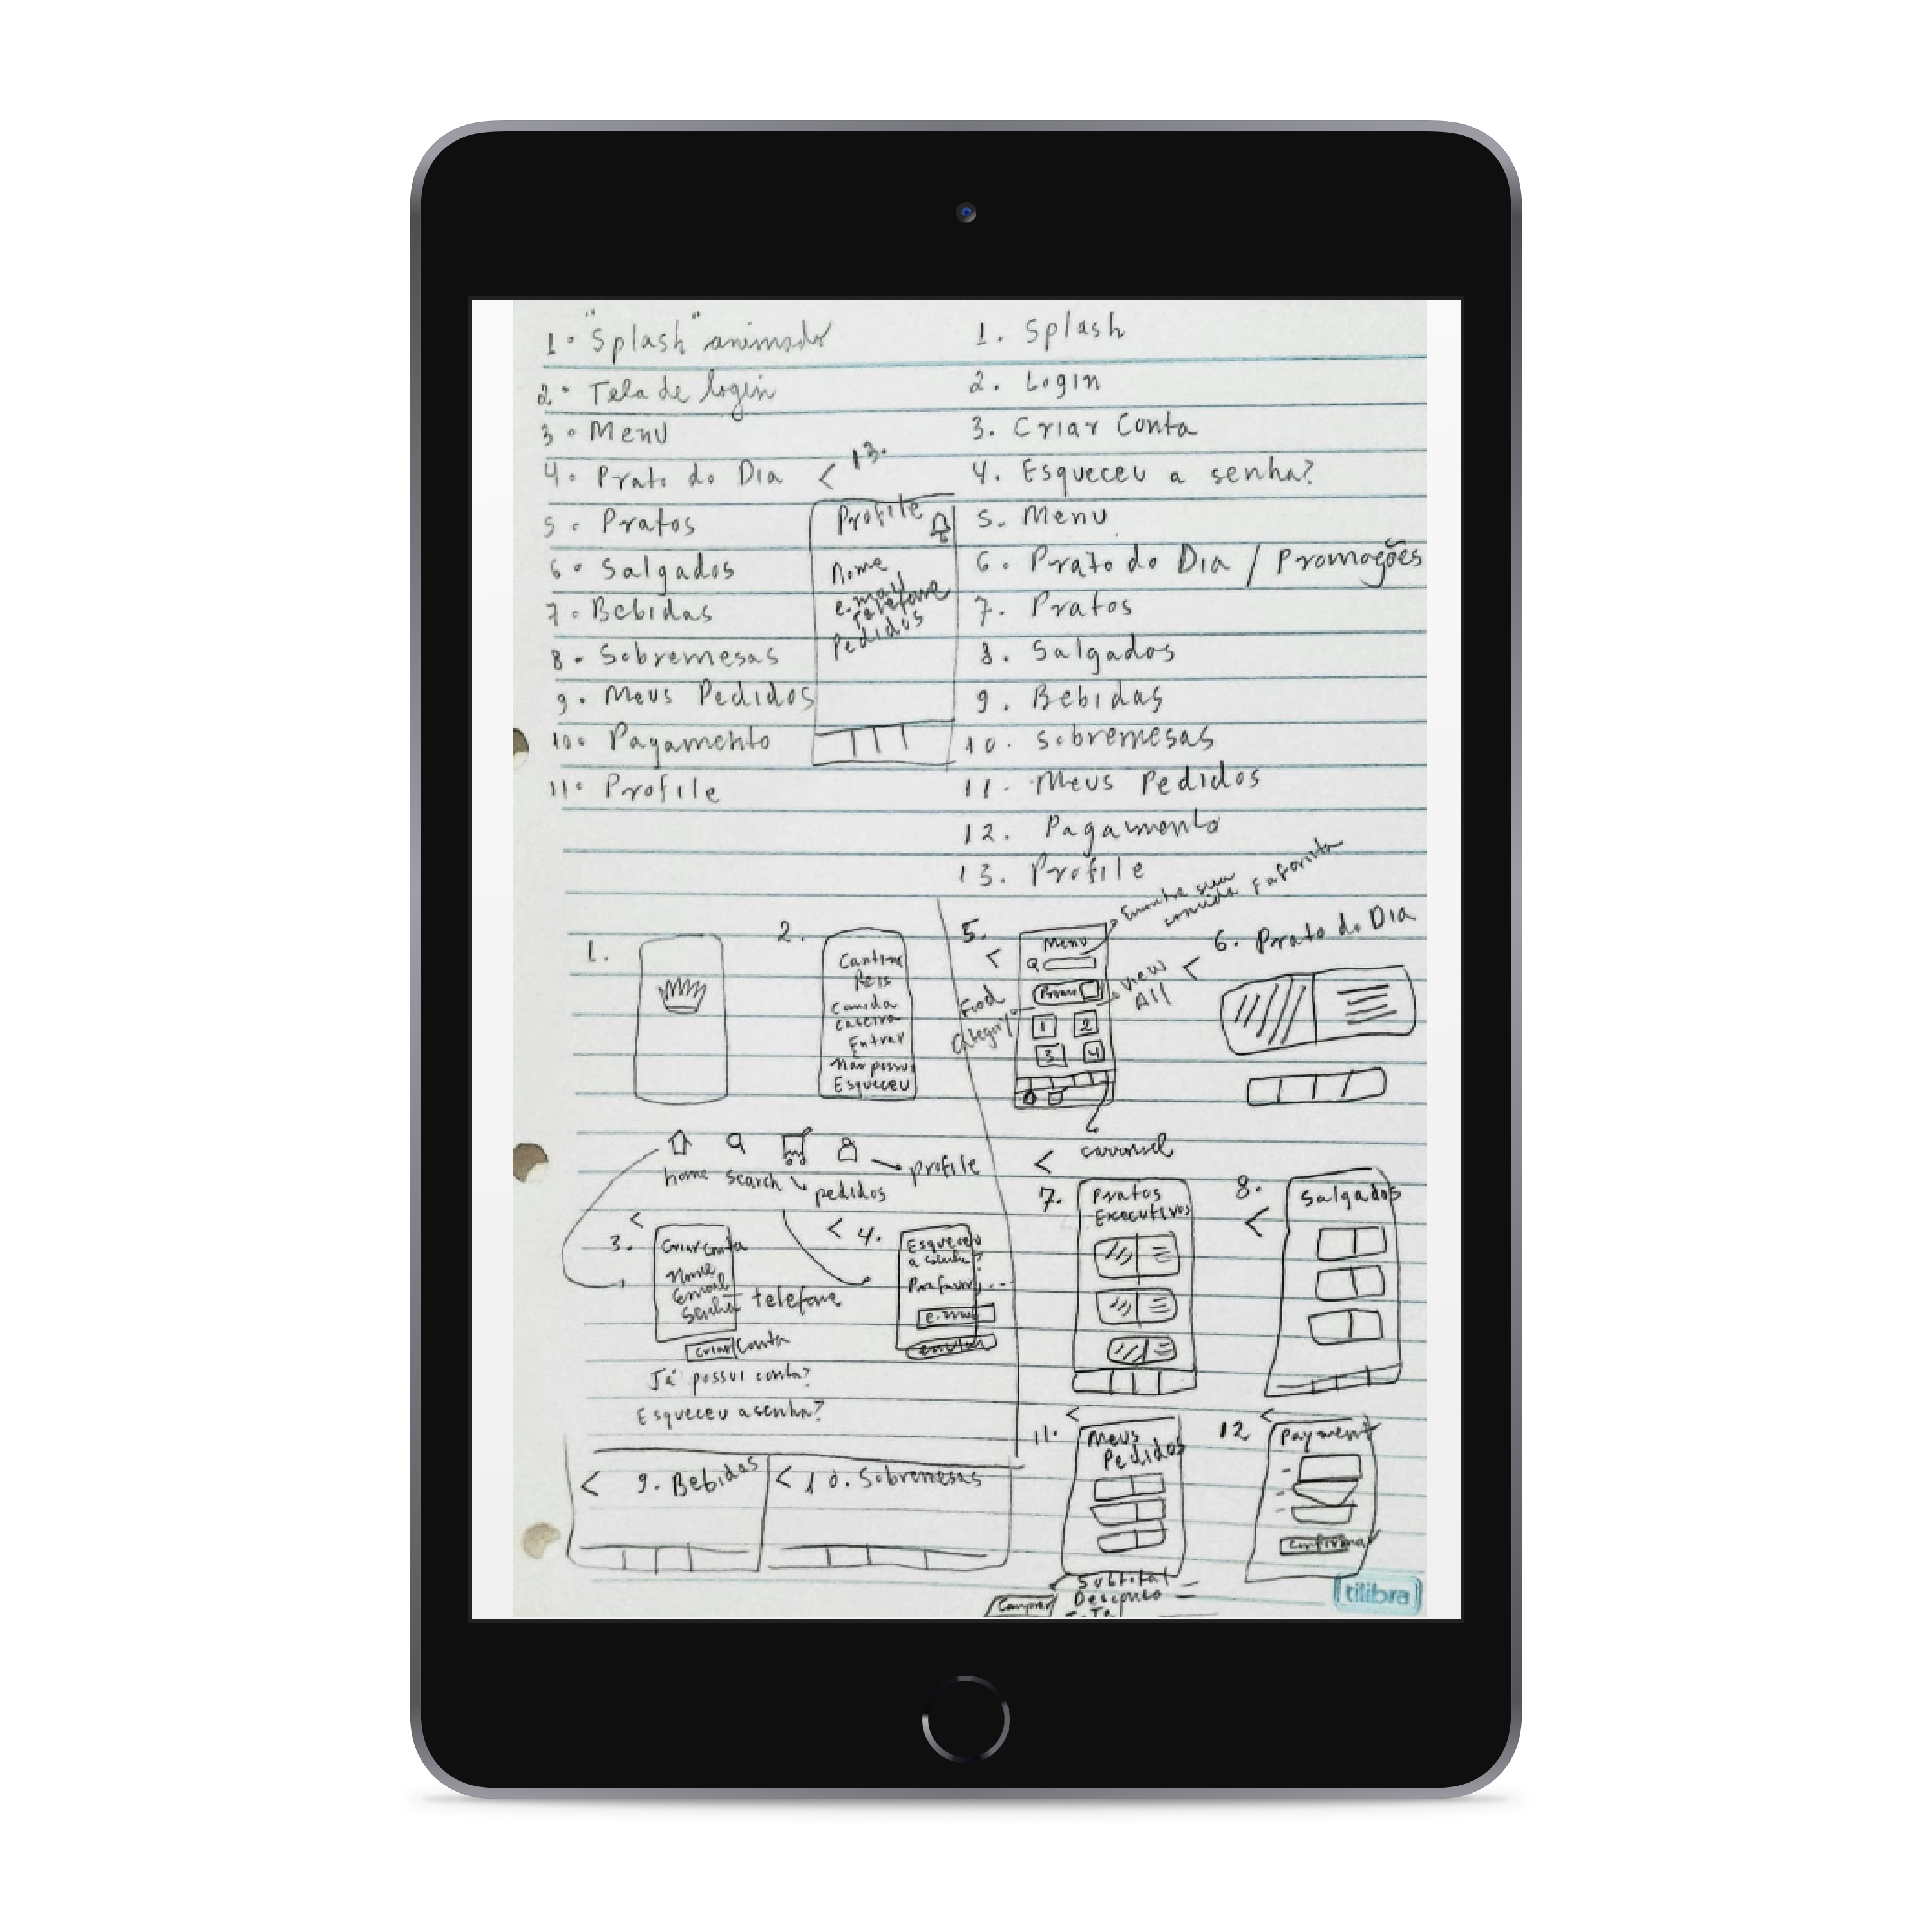 1. "Splash" animado
2. Tela de login
3. Menu
4. Prato do Dia
5. Pratos
6. Salgados
7. Bebidas
8. Sobremesas
9. Meus Pedidos
10. Pagamento
11. Profile
< 13.
Profile
Nome
e-mail
Telefone
Pedidos
1. Splash
2. Login
3. Criar Conta
4. Esqueceu a senha?
5. Menu
6. Prato do Dia / Promoções
7. Pratos
8. Salgados
9. Bebidas
10. Sobremesas
11. Meus Pedidos
12. Pagamento
13. Profile
1.
2.
Cantina
Reis
Comida
caseira
Entrar
Não possui
Esqueceu
5.
<
Menu
Promo
1 2
3 4
Encontre sua
comida Faforita
View
All
Food
Category
carousel
< 6. Prato do Dia
home search
pedidos
profile
< 3.
Criar conta
Nome
Email
Senha
telefone
Criar Conta
Já possui conta?
Esqueceu a senha?
< 4.
Esqueceu
a senha?
Por favor, ...
e-mail
enviar
< 7.
Pratos
Executivos
8.
<
Salgados
< 9. Bebidas
< 10. Sobremesas
< 11.
Meus
Pedidos
Subtotal
Comprar
< 12
Payment
Confirmar
tilibra